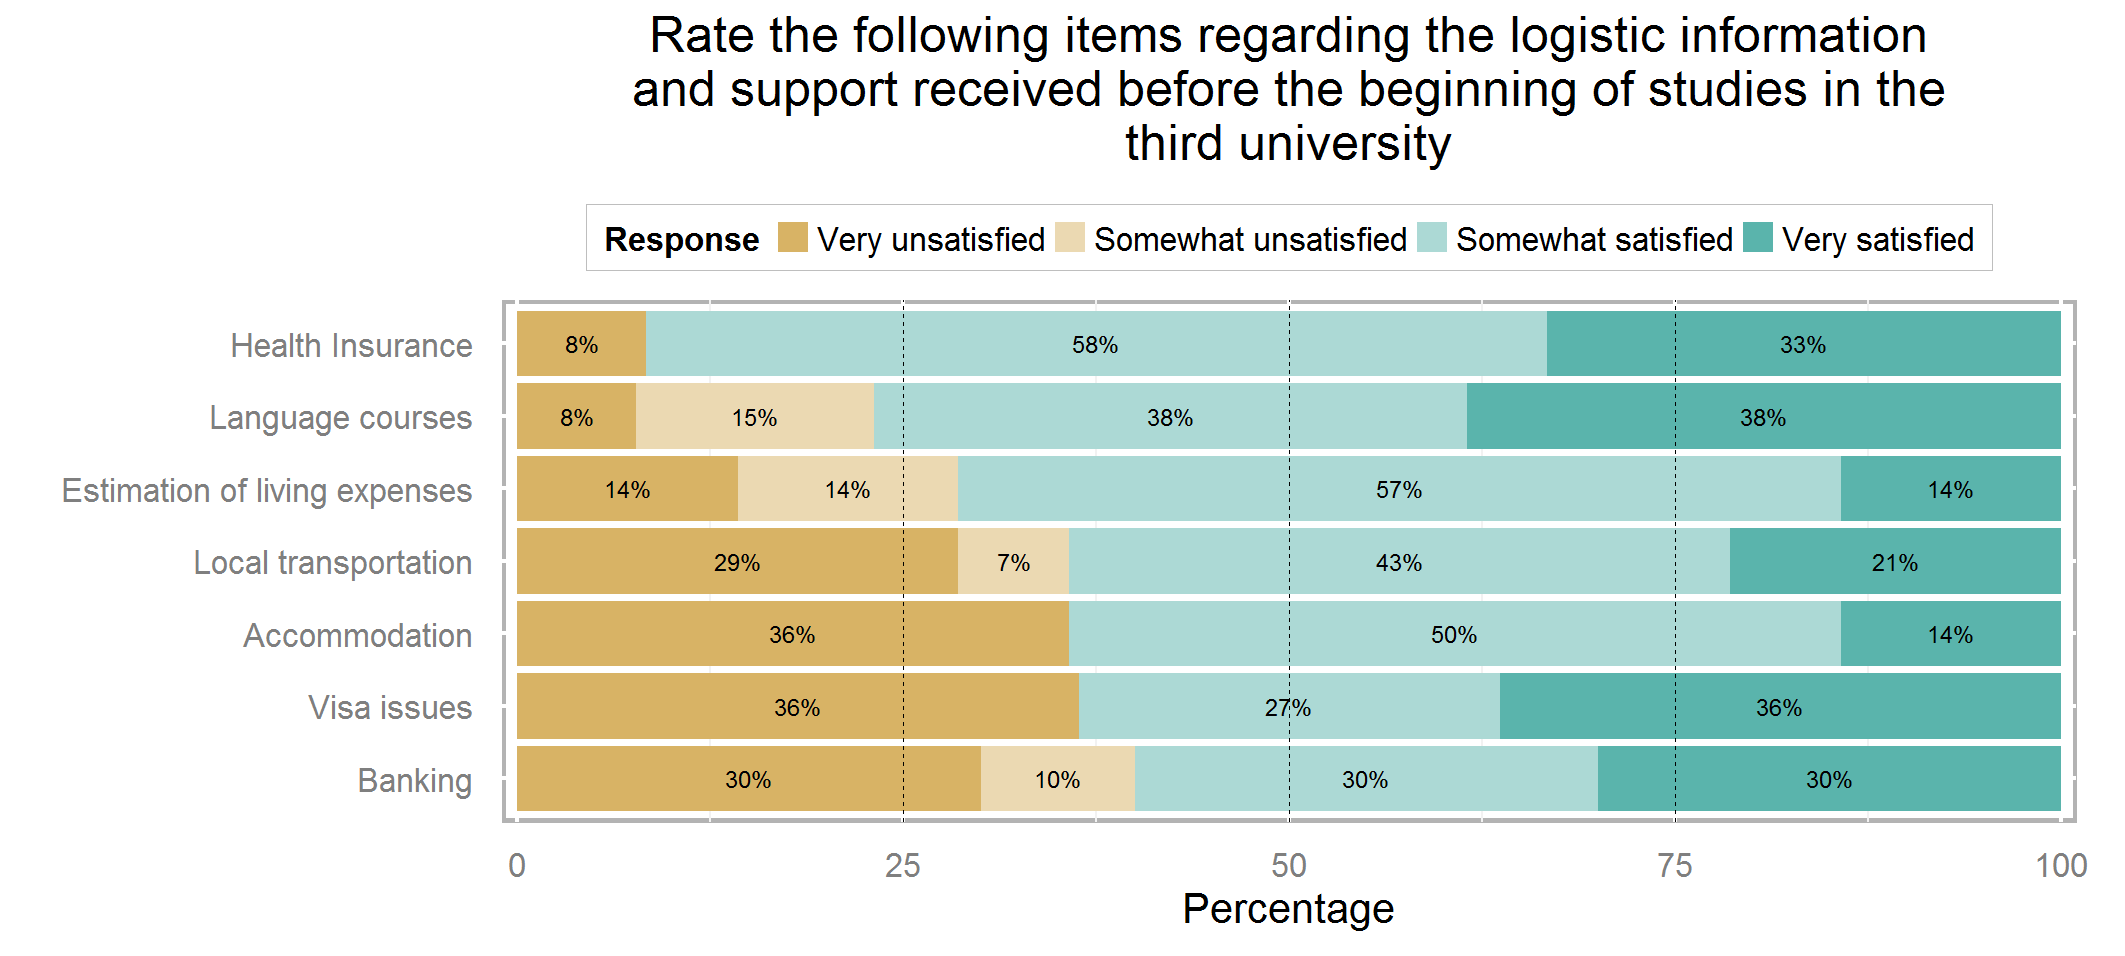 Rate the following items regarding the logistic information
and support received before the beginning of studies in the
third university
Response Very unsatisfied Somewhat unsatisfied Somewhat satisfied Very satisfied
Health Insurance 8% 58% 33%
Language courses 8% 15% 38% 38%
Estimation of living expenses 14% 14% 57% 14%
Local transportation 29% 7% 43% 21%
Accommodation 36% 50% 14%
Visa issues 36% 27% 36%
Banking 30% 10% 30% 30%
0 25 50 75 100
Percentage